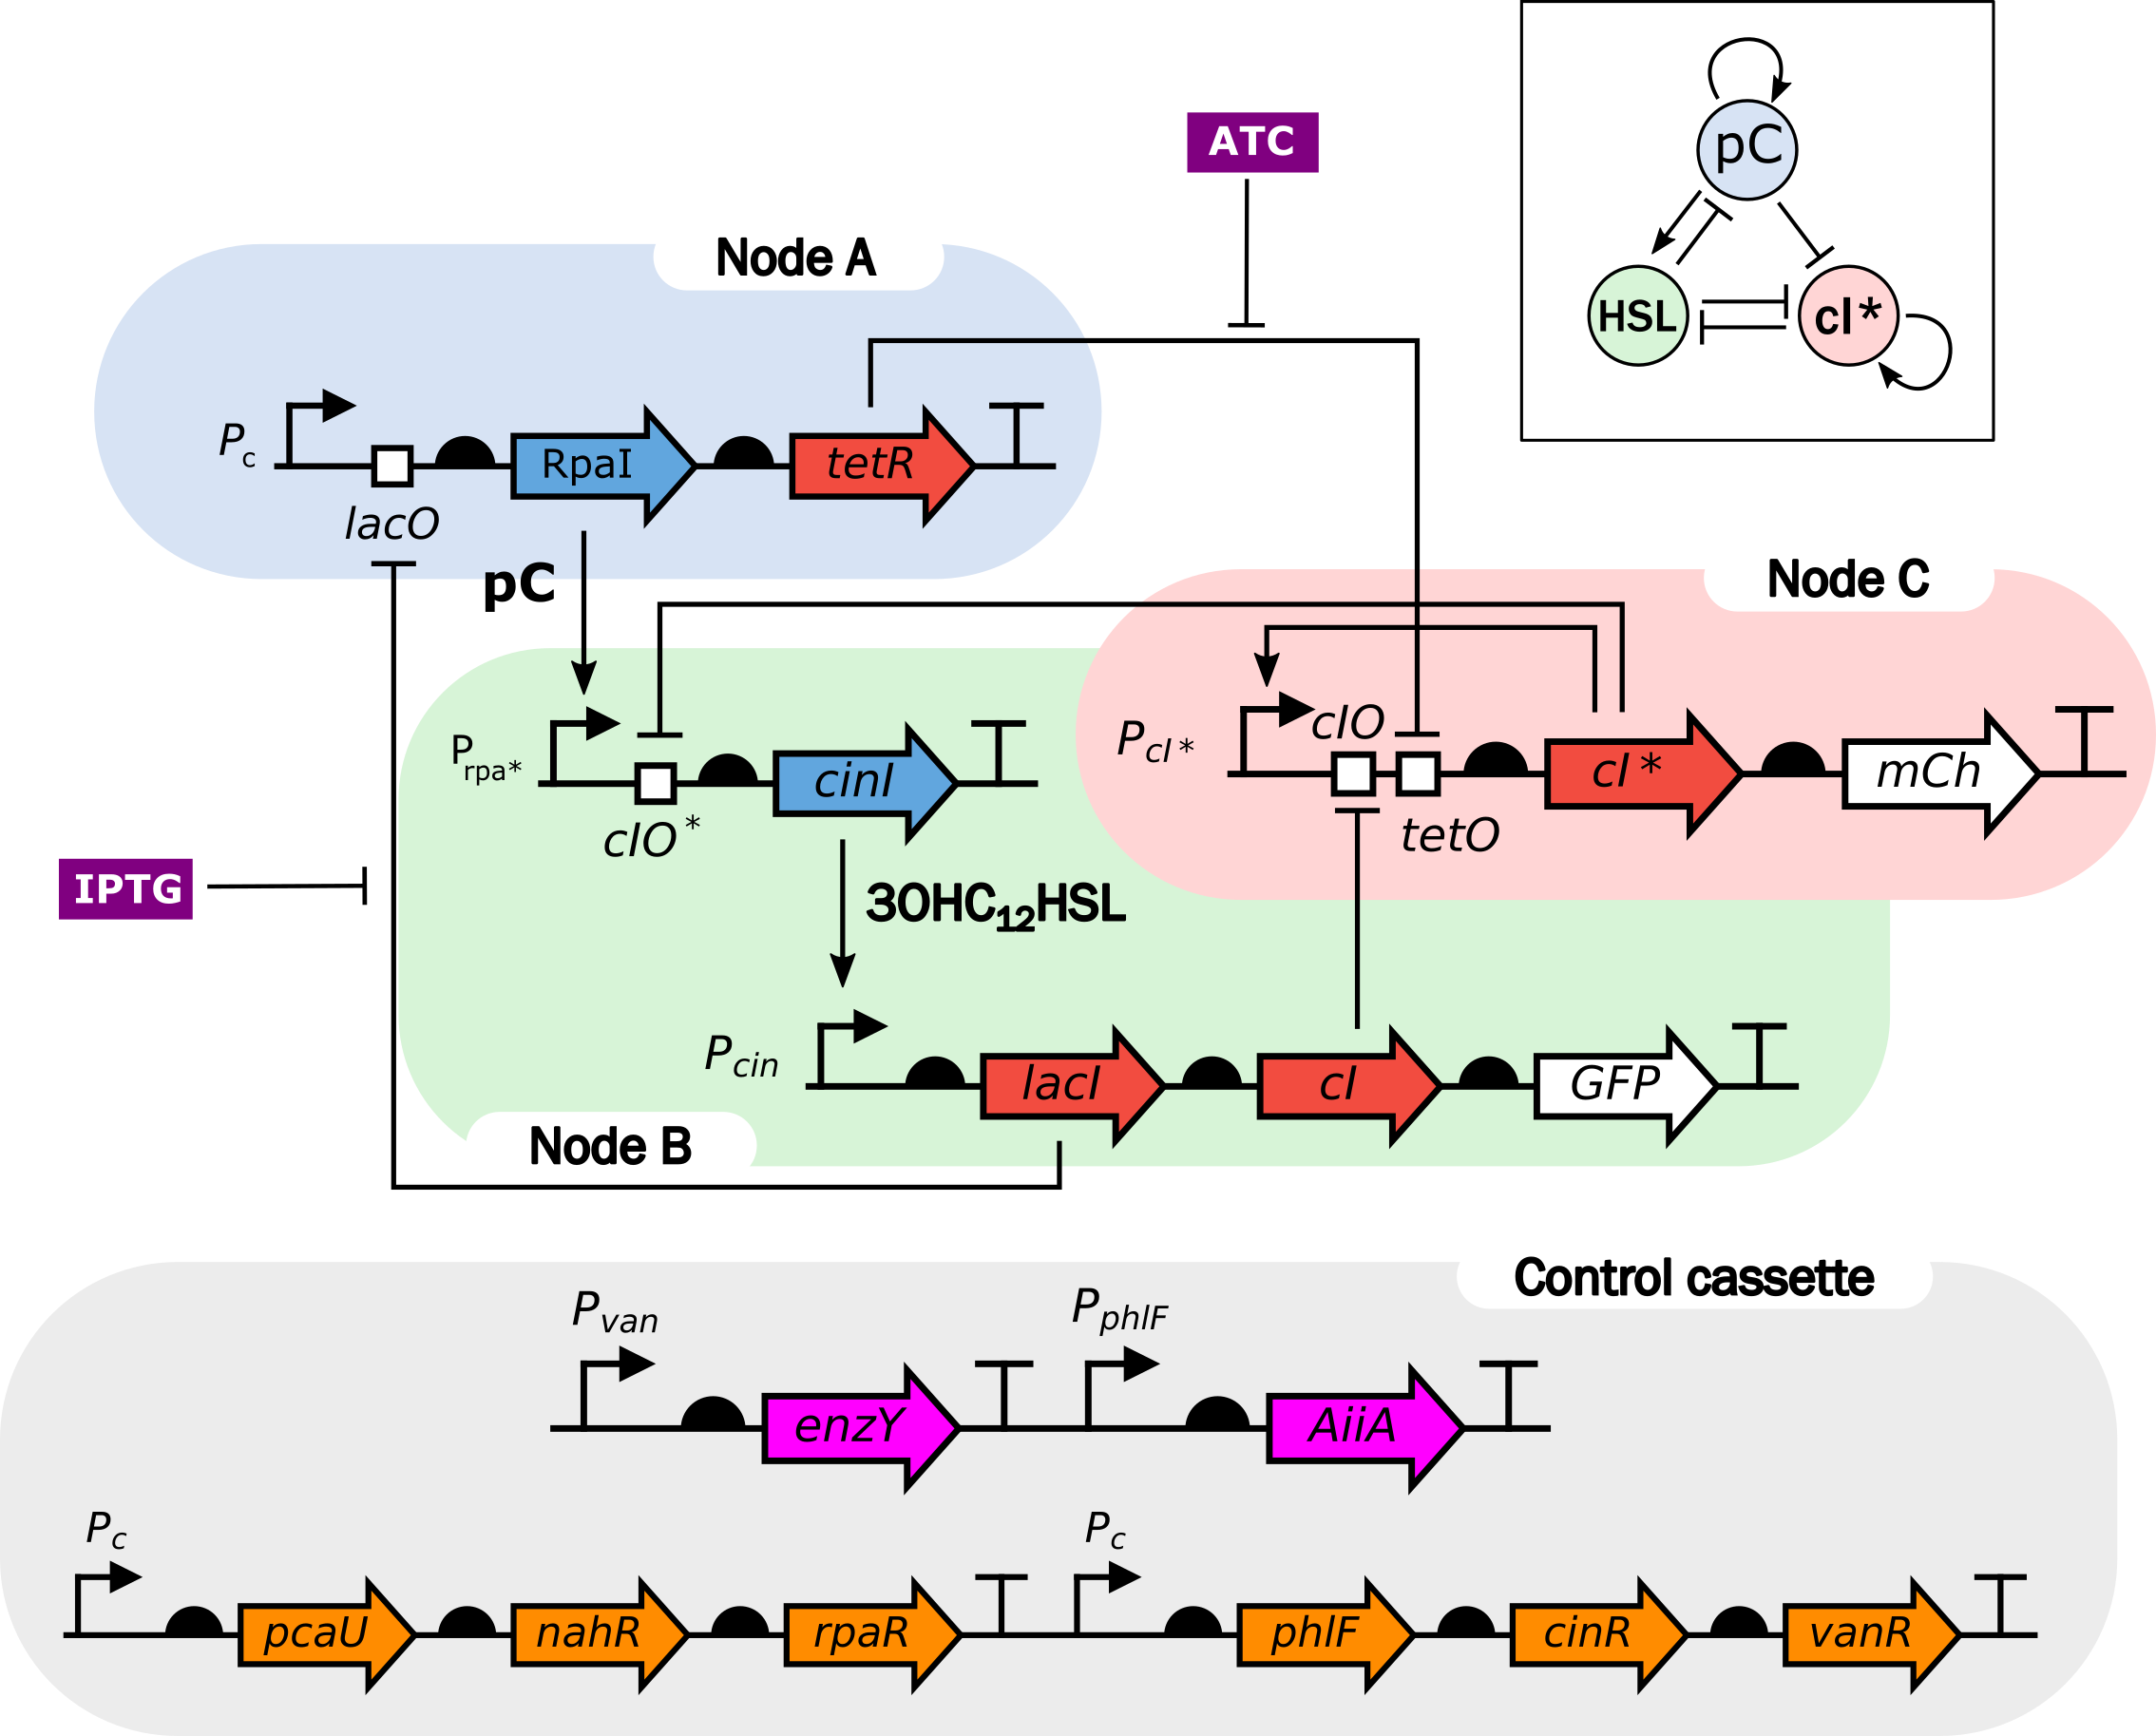 pC
HSL
cI*
ATC
Node A
Pc
lacO
RpaI
tetR
pC
Node C
PcI*
cIO
tetO
cI*
mCh
Prpa*
cIO*
cinI
IPTG
3OHC12HSL
Pcin
lacI
cI
GFP
Node B
Control cassette
Pvan
PphlF
enzY
AiiA
Pc
Pc
pcaU
nahR
rpaR
phlF
cinR
vanR